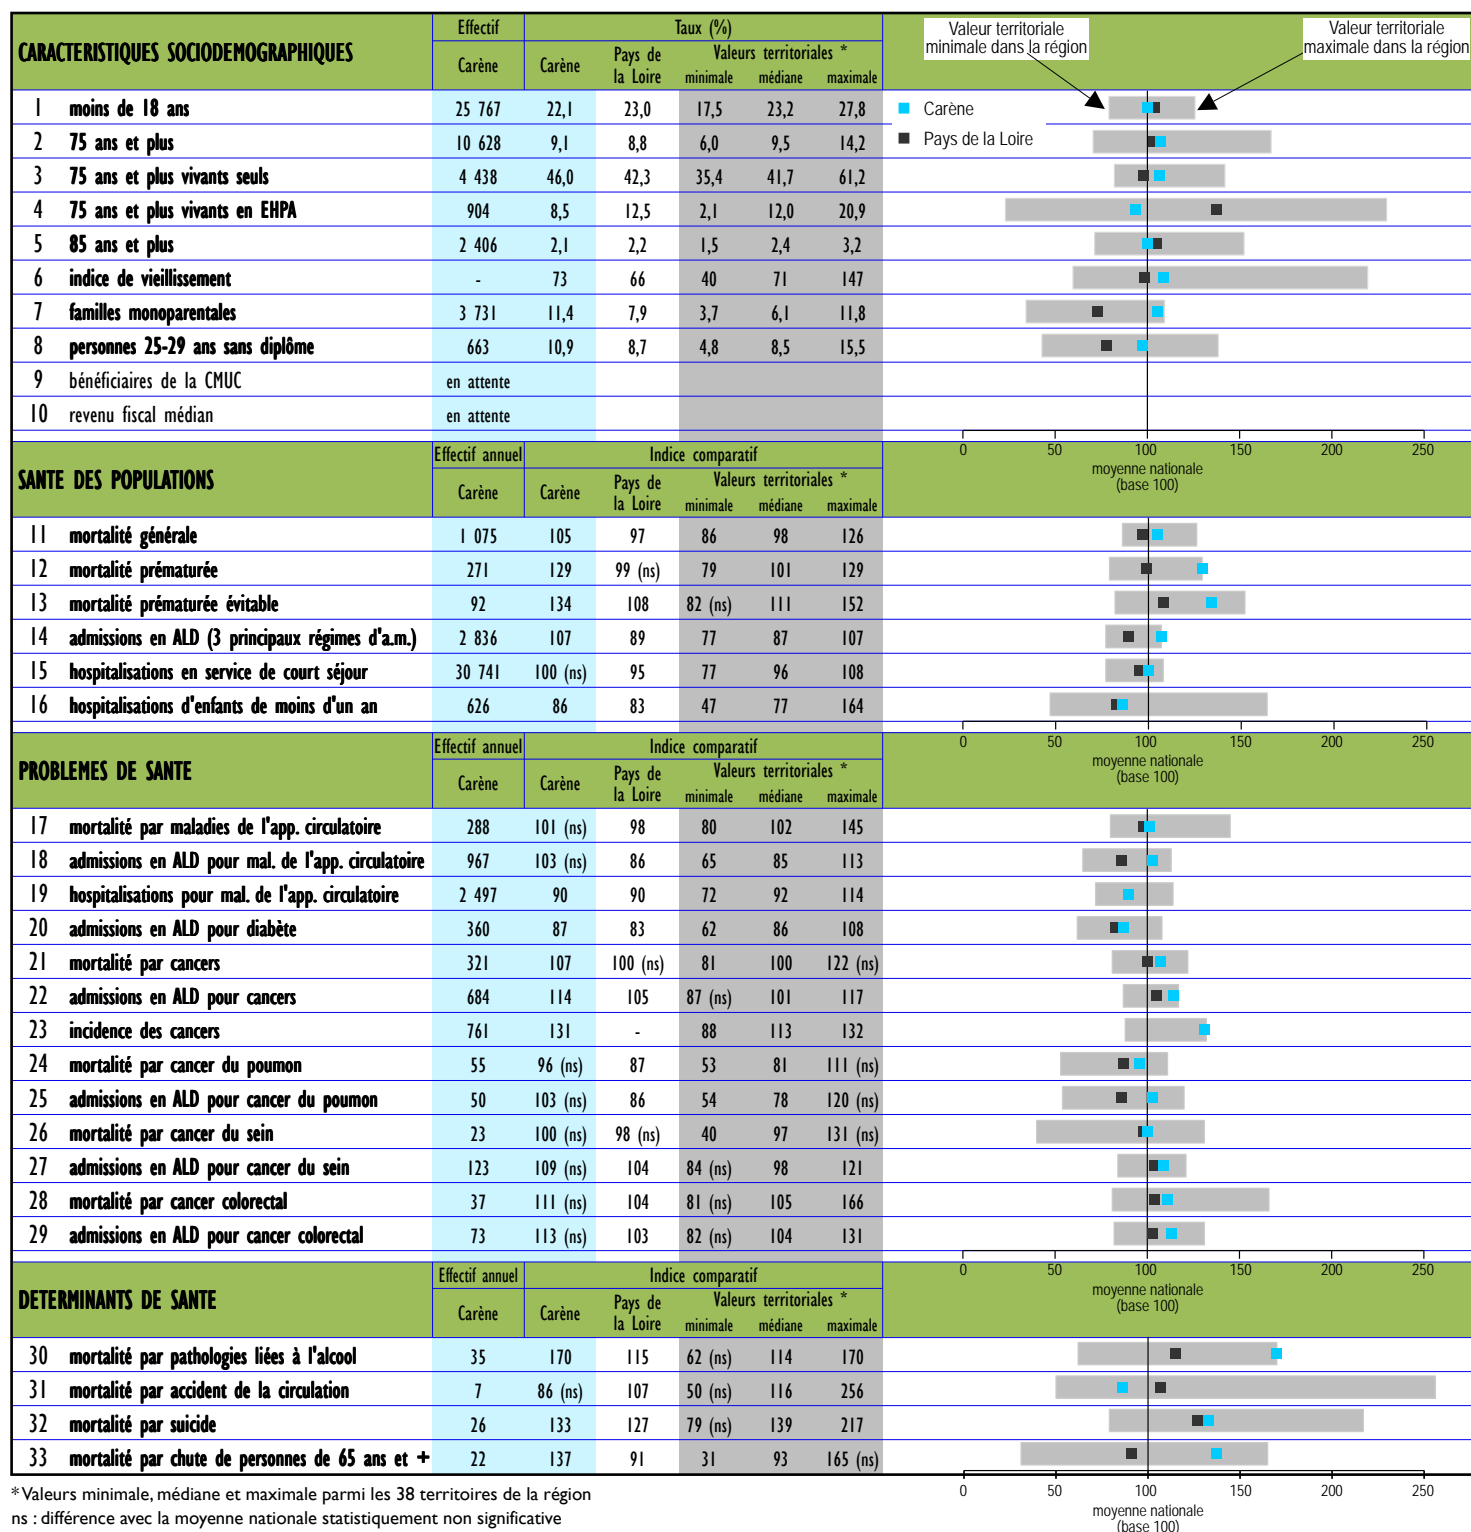 CARACTERISTIQUES SOCIODEMOGRAPHIQUES
Effectif Taux (%)
Carène Carène Pays de la Loire Valeurs territoriales *
minimale médiane maximale
Valeur territoriale minimale dans la région
Valeur territoriale maximale dans la région
Carène
Pays de la Loire
1 moins de 18 ans 25 767 22,1 23,0 17,5 23,2 27,8
2 75 ans et plus 10 628 9,1 8,8 6,0 9,5 14,2
3 75 ans et plus vivants seuls 4 438 46,0 42,3 35,4 41,7 61,2
4 75 ans et plus vivants en EHPA 904 8,5 12,5 2,1 12,0 20,9
5 85 ans et plus 2 406 2,1 2,2 1,5 2,4 3,2
6 indice de vieillissement - 73 66 40 71 147
7 familles monoparentales 3 731 11,4 7,9 3,7 6,1 11,8
8 personnes 25-29 ans sans diplôme 663 10,9 8,7 4,8 8,5 15,5
9 bénéficiaires de la CMUC en attente
10 revenu fiscal médian en attente
0 50 100 150 200 250
moyenne nationale
(base 100)
SANTE DES POPULATIONS
Effectif annuel Indice comparatif
Carène Carène Pays de la Loire Valeurs territoriales *
minimale médiane maximale
11 mortalité générale 1 075 105 97 86 98 126
12 mortalité prématurée 271 129 99 (ns) 79 101 129
13 mortalité prématurée évitable 92 134 108 82 (ns) 111 152
14 admissions en ALD (3 principaux régimes d'a.m.) 2 836 107 89 77 87 107
15 hospitalisations en service de court séjour 30 741 100 (ns) 95 77 96 108
16 hospitalisations d'enfants de moins d'un an 626 86 83 47 77 164
0 50 100 150 200 250
moyenne nationale
(base 100)
PROBLEMES DE SANTE
Effectif annuel Indice comparatif
Carène Carène Pays de la Loire Valeurs territoriales *
minimale médiane maximale
17 mortalité par maladies de l'app. circulatoire 288 101 (ns) 98 80 102 145
18 admissions en ALD pour mal. de l'app. circulatoire 967 103 (ns) 86 65 85 113
19 hospitalisations pour mal. de l'app. circulatoire 2 497 90 90 72 92 114
20 admissions en ALD pour diabète 360 87 83 62 86 108
21 mortalité par cancers 321 107 100 (ns) 81 100 122 (ns)
22 admissions en ALD pour cancers 684 114 105 87 (ns) 101 117
23 incidence des cancers 761 131 - 88 113 132
24 mortalité par cancer du poumon 55 96 (ns) 87 53 81 111 (ns)
25 admissions en ALD pour cancer du poumon 50 103 (ns) 86 54 78 120 (ns)
26 mortalité par cancer du sein 23 100 (ns) 98 (ns) 40 97 131 (ns)
27 admissions en ALD pour cancer du sein 123 109 (ns) 104 84 (ns) 98 121
28 mortalité par cancer colorectal 37 111 (ns) 104 81 (ns) 105 166
29 admissions en ALD pour cancer colorectal 73 113 (ns) 103 82 (ns) 104 131
0 50 100 150 200 250
moyenne nationale
(base 100)
DETERMINANTS DE SANTE
Effectif annuel Indice comparatif
Carène Carène Pays de la Loire Valeurs territoriales *
minimale médiane maximale
30 mortalité par pathologies liées à l'alcool 35 170 115 62 (ns) 114 170
31 mortalité par accident de la circulation 7 86 (ns) 107 50 (ns) 116 256
32 mortalité par suicide 26 133 127 79 (ns) 139 217
33 mortalité par chute de personnes de 65 ans et + 22 137 91 31 93 165 (ns)
0 50 100 150 200 250
moyenne nationale
(base 100)
* Valeurs minimale, médiane et maximale parmi les 38 territoires de la région
ns : différence avec la moyenne nationale statistiquement non significative